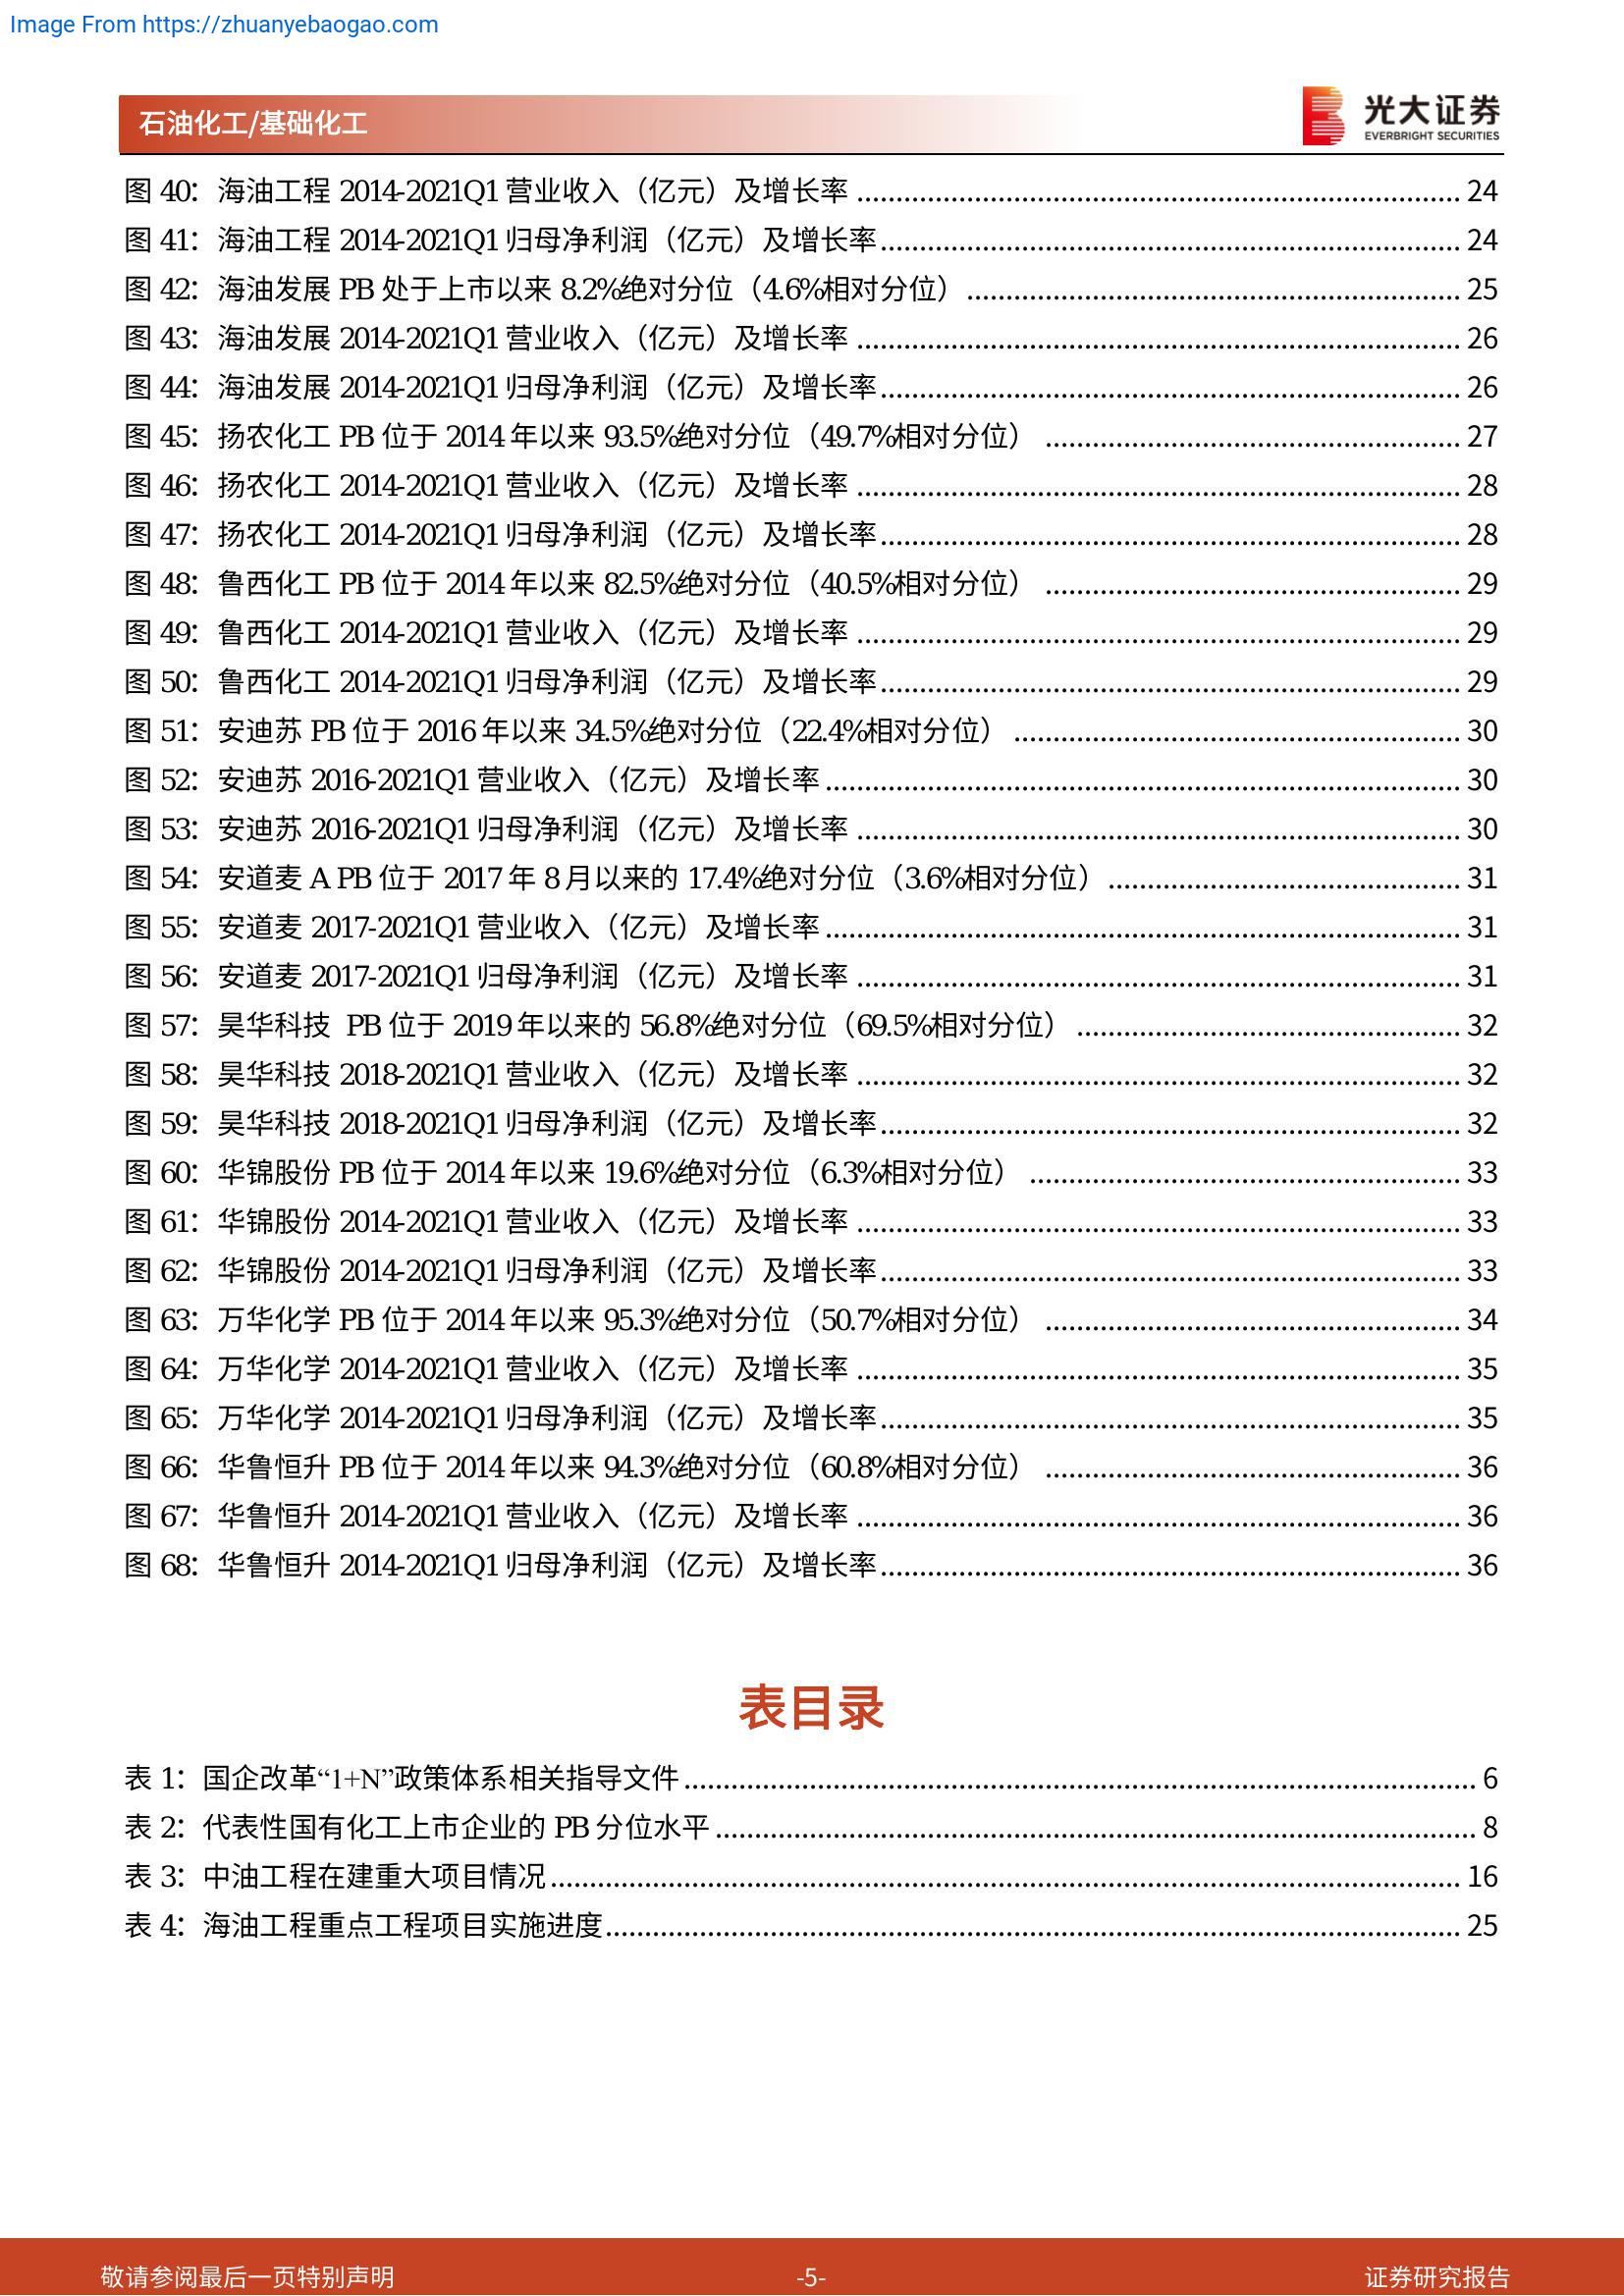 Image From https://zhuanyebaogao.com
石油化工/基础化工
光大证券
EVERBRIGHT SECURITIES
图 40：海油工程 2014-2021Q1 营业收入（亿元）及增长率 ........ 24
图 41：海油工程 2014-2021Q1 归母净利润（亿元）及增长率 ........ 24
图 42：海油发展 PB 处于上市以来 8.2%绝对分位（4.6%相对分位） ........ 25
图 43：海油发展 2014-2021Q1 营业收入（亿元）及增长率 ........ 26
图 44：海油发展 2014-2021Q1 归母净利润（亿元）及增长率 ........ 26
图 45：扬农化工 PB 位于 2014 年以来 93.5%绝对分位（49.7%相对分位） ........ 27
图 46：扬农化工 2014-2021Q1 营业收入（亿元）及增长率 ........ 28
图 47：扬农化工 2014-2021Q1 归母净利润（亿元）及增长率 ........ 28
图 48：鲁西化工 PB 位于 2014 年以来 82.5%绝对分位（40.5%相对分位） ........ 29
图 49：鲁西化工 2014-2021Q1 营业收入（亿元）及增长率 ........ 29
图 50：鲁西化工 2014-2021Q1 归母净利润（亿元）及增长率 ........ 29
图 51：安迪苏 PB 位于 2016 年以来 34.5%绝对分位（22.4%相对分位） ........ 30
图 52：安迪苏 2016-2021Q1 营业收入（亿元）及增长率 ........ 30
图 53：安迪苏 2016-2021Q1 归母净利润（亿元）及增长率 ........ 30
图 54：安道麦 A PB 位于 2017 年 8 月以来的 17.4%绝对分位（3.6%相对分位） ........ 31
图 55：安道麦 2017-2021Q1 营业收入（亿元）及增长率 ........ 31
图 56：安道麦 2017-2021Q1 归母净利润（亿元）及增长率 ........ 31
图 57：昊华科技 PB 位于 2019 年以来的 56.8%绝对分位（69.5%相对分位） ........ 32
图 58：昊华科技 2018-2021Q1 营业收入（亿元）及增长率 ........ 32
图 59：昊华科技 2018-2021Q1 归母净利润（亿元）及增长率 ........ 32
图 60：华锦股份 PB 位于 2014 年以来 19.6%绝对分位（6.3%相对分位） ........ 33
图 61：华锦股份 2014-2021Q1 营业收入（亿元）及增长率 ........ 33
图 62：华锦股份 2014-2021Q1 归母净利润（亿元）及增长率 ........ 33
图 63：万华化学 PB 位于 2014 年以来 95.3%绝对分位（50.7%相对分位） ........ 34
图 64：万华化学 2014-2021Q1 营业收入（亿元）及增长率 ........ 35
图 65：万华化学 2014-2021Q1 归母净利润（亿元）及增长率 ........ 35
图 66：华鲁恒升 PB 位于 2014 年以来 94.3%绝对分位（60.8%相对分位） ........ 36
图 67：华鲁恒升 2014-2021Q1 营业收入（亿元）及增长率 ........ 36
图 68：华鲁恒升 2014-2021Q1 归母净利润（亿元）及增长率 ........ 36
表目录
表 1：国企改革“1+N”政策体系相关指导文件 ........ 6
表 2：代表性国有化工上市企业的 PB 分位水平 ........ 8
表 3：中油工程在建重大项目情况 ........ 16
表 4：海油工程重点工程项目实施进度 ........ 25
敬请参阅最后一页特别声明 -5- 证券研究报告